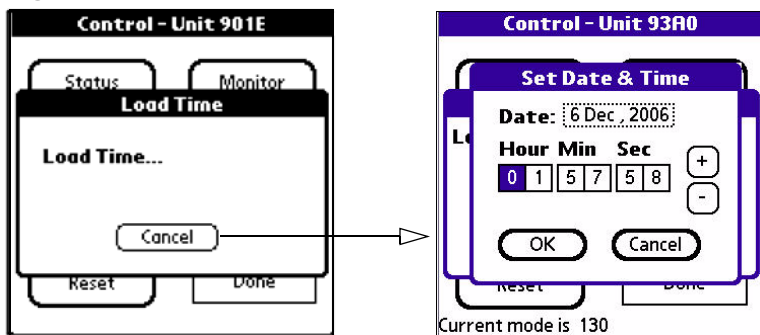 Control - Unit 901E
Status Monitor
Load Time
Load Time...
Cancel
Reset Done
Control - Unit 93A0
Set Date & Time
Date: 6 Dec , 2006
Hour Min Sec
0 1 5 7 5 8
+
-
OK Cancel
Reset Done
Current mode is 130